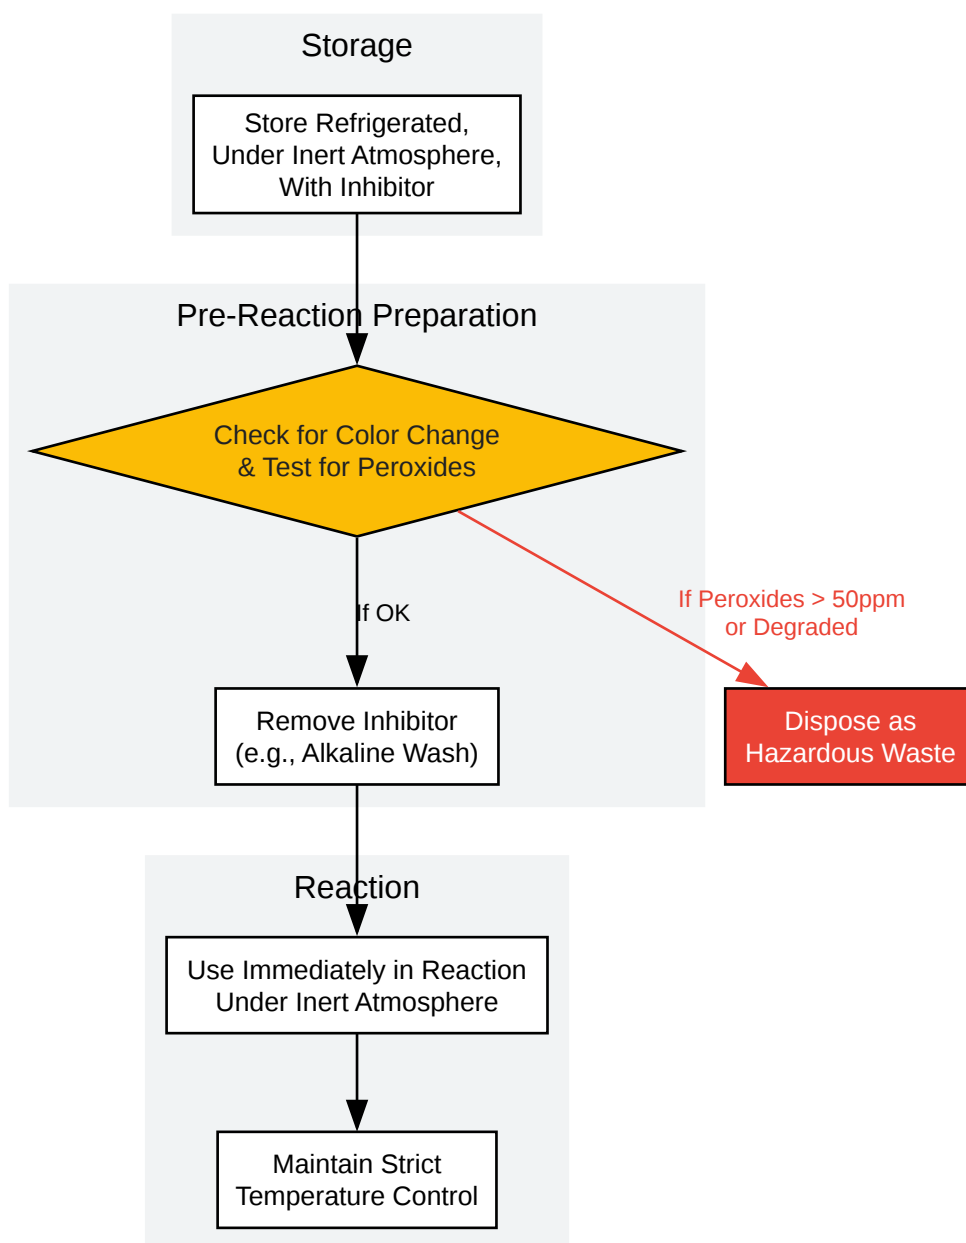 Storage
Store Refrigerated,
Under Inert Atmosphere,
With Inhibitor
Pre-Reaction Preparation
Check for Color Change
& Test for Peroxides
If OK
If Peroxides > 50ppm
or Degraded
Remove Inhibitor
(e.g., Alkaline Wash)
Dispose as
Hazardous Waste
Reaction
Use Immediately in Reaction
Under Inert Atmosphere
Maintain Strict
Temperature Control